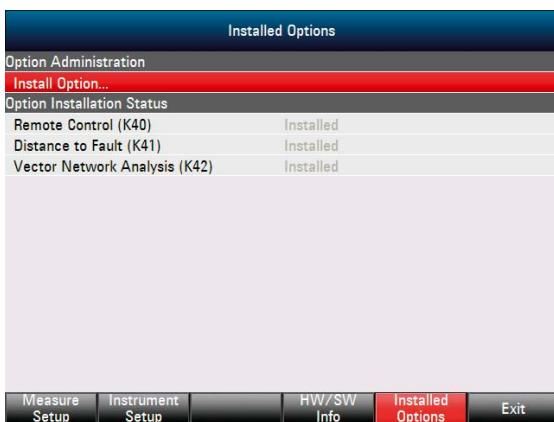 Installed Options
Option Administration
Install Option...
Option Installation Status
Remote Control (K40) Installed
Distance to Fault (K41) Installed
Vector Network Analysis (K42) Installed
Measure Setup
Instrument Setup
HW/SW Info
Installed Options
Exit